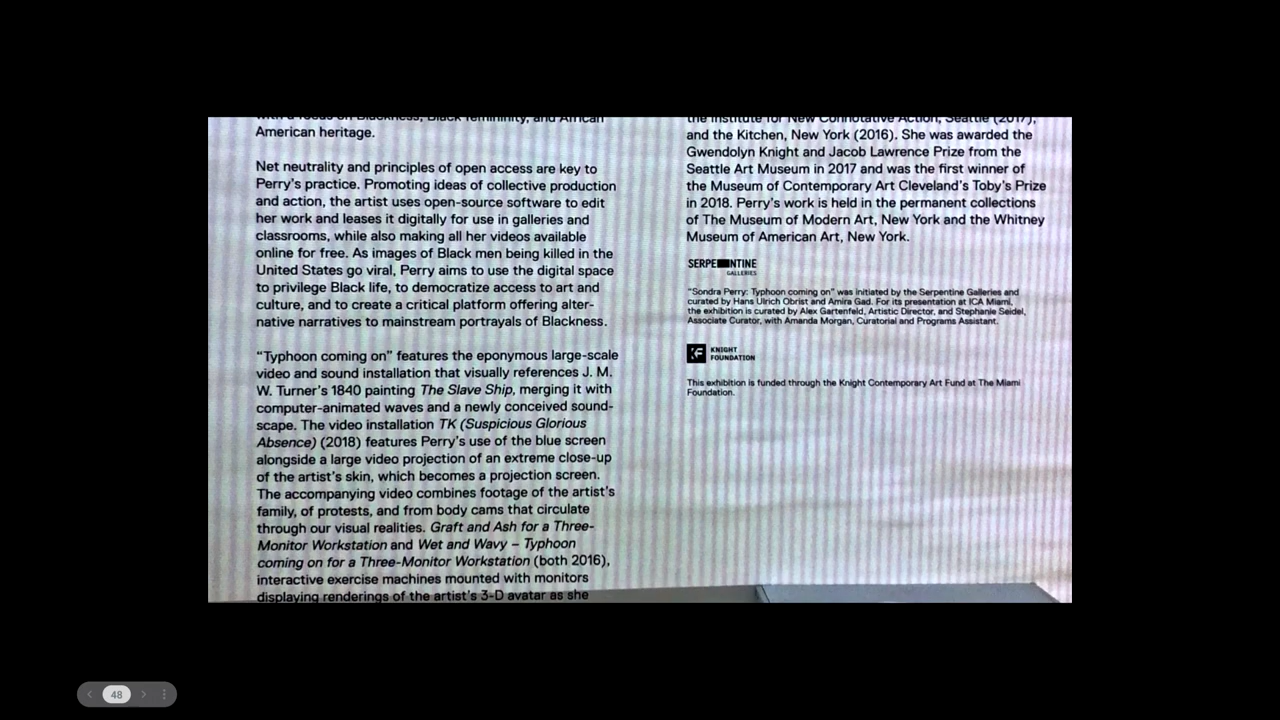 with a focus on Blackness, Black femininity, and African
American heritage.
Net neutrality and principles of open access are key to
Perry's practice. Promoting ideas of collective production
and action, the artist uses open-source software to edit
her work and leases it digitally for use in galleries and
classrooms, while also making all her videos available
online for free. As images of Black men being killed in the
United States go viral, Perry aims to use the digital space
to privilege Black life, to democratize access to art and
culture, and to create a critical platform offering alter-
native narratives to mainstream portrayals of Blackness.
“Typhoon coming on” features the eponymous large-scale
video and sound installation that visually references J. M.
W. Turner's 1840 painting The Slave Ship, merging it with
computer-animated waves and a newly conceived sound-
scape. The video installation TK (Suspicious Glorious
Absence) (2018) features Perry's use of the blue screen
alongside a large video projection of an extreme close-up
of the artist's skin, which becomes a projection screen.
The accompanying video combines footage of the artist's
family, of protests, and from body cams that circulate
through our visual realities. Graft and Ash for a Three-
Monitor Workstation and Wet and Wavy – Typhoon
coming on for a Three-Monitor Workstation (both 2016),
interactive exercise machines mounted with monitors
displaying renderings of the artist's 3-D avatar as she
the Institute for New Connotative Action, Seattle (2017),
and the Kitchen, New York (2016). She was awarded the
Gwendolyn Knight and Jacob Lawrence Prize from the
Seattle Art Museum in 2017 and was the first winner of
the Museum of Contemporary Art Cleveland's Toby's Prize
in 2018. Perry's work is held in the permanent collections
of The Museum of Modern Art, New York and the Whitney
Museum of American Art, New York.
SERPE NTINE
GALLERIES
“Sondra Perry: Typhoon coming on” was initiated by the Serpentine Galleries and
curated by Hans Ulrich Obrist and Amira Gad. For its presentation at ICA Miami,
the exhibition is curated by Alex Gartenfeld, Artistic Director, and Stephanie Seidel,
Associate Curator, with Amanda Morgan, Curatorial and Programs Assistant.
KNIGHT
FOUNDATION
This exhibition is funded through the Knight Contemporary Art Fund at The Miami
Foundation.
48